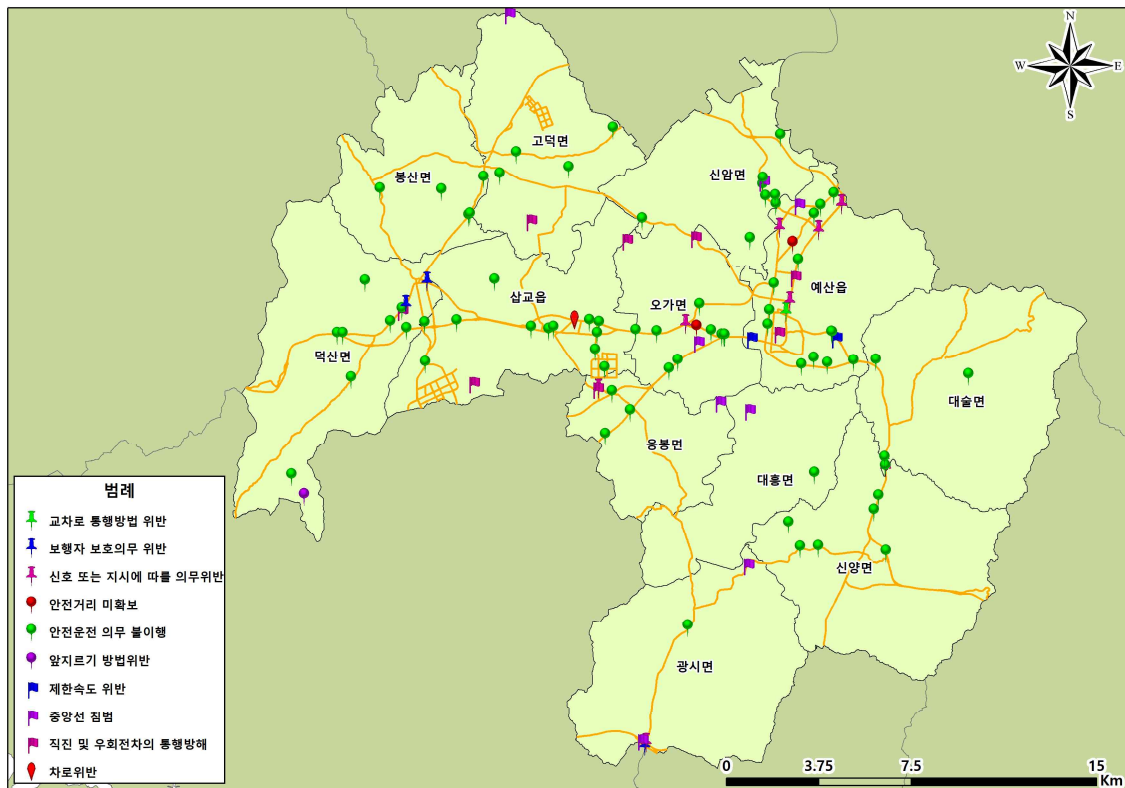 N
W
E
S
고덕면
봉산면
신암면
예산읍
삽교읍
오가면
덕산면
대술면
응봉면
대흥면
신양면
광시면
범례
교차로 통행방법 위반
보행자 보호의무 위반
신호 또는 지시에 따를 의무위반
안전거리 미확보
안전운전 의무 불이행
앞지르기 방법위반
제한속도 위반
중앙선 침범
직진 및 우회전차의 통행방해
차로위반
0 3.75 7.5 15
Km